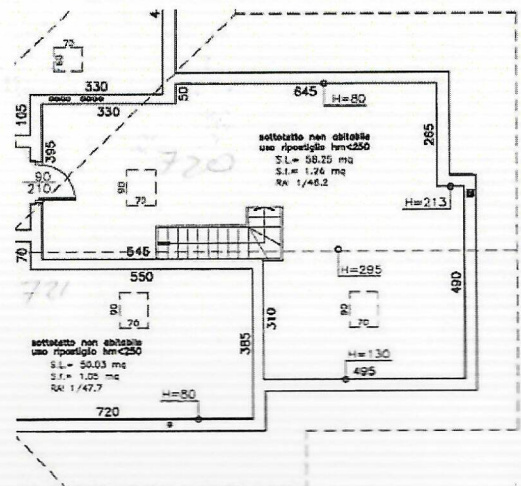 70
60
330
330
50
645
H=80
105
395
265
sottotetto non abitabile
uso ripostiglio hm<250
S.L.= 58.25 mq
S.f.= 1.26 mq
RA: 1/46.2
720
90
210
90
70
H=213
70
645
550
H=295
490
721
90
70
310
90
70
385
sottotetto non abitabile
uso ripostiglio hm<250
S.L.= 50.03 mq
S.f.= 1.05 mq
RA: 1/47.7
H=130
495
H=80
720